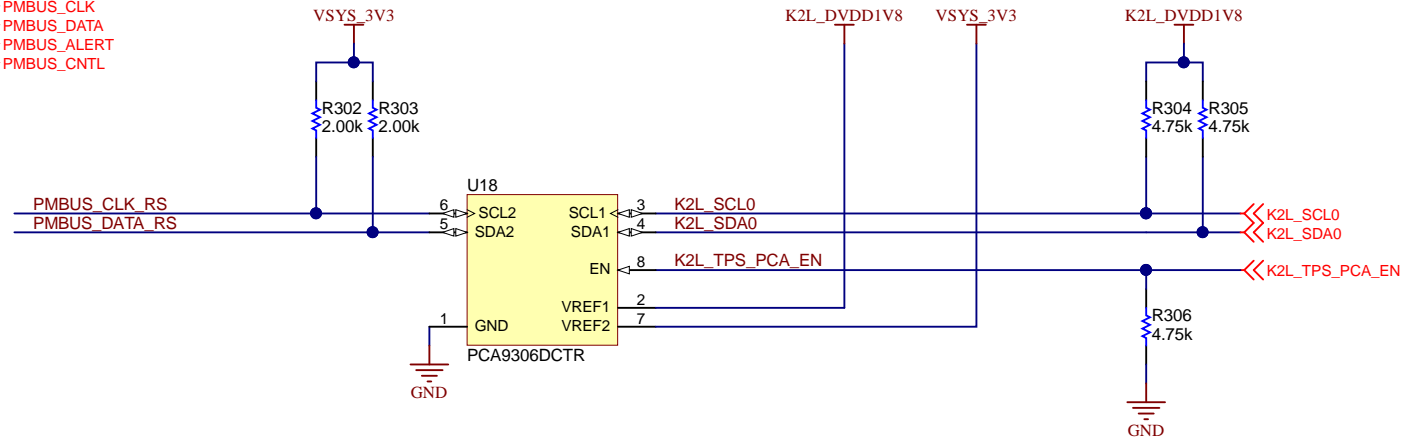 PMBUS_CLK
PMBUS_DATA
PMBUS_ALERT
PMBUS_CNTL
VSYS_3V3
K2L_DVDD1V8
VSYS_3V3
K2L_DVDD1V8
R302
2.00k
R303
2.00k
R304
4.75k
R305
4.75k
U18
PMBUS_CLK_RS
6
SCL2
SCL1
3
K2L_SCL0
K2L_SCL0
PMBUS_DATA_RS
5
SDA2
SDA1
4
K2L_SDA0
K2L_SDA0
EN
8
K2L_TPS_PCA_EN
K2L_TPS_PCA_EN
VREF1
2
1
GND
VREF2
7
R306
4.75k
PCA9306DCTR
GND
GND